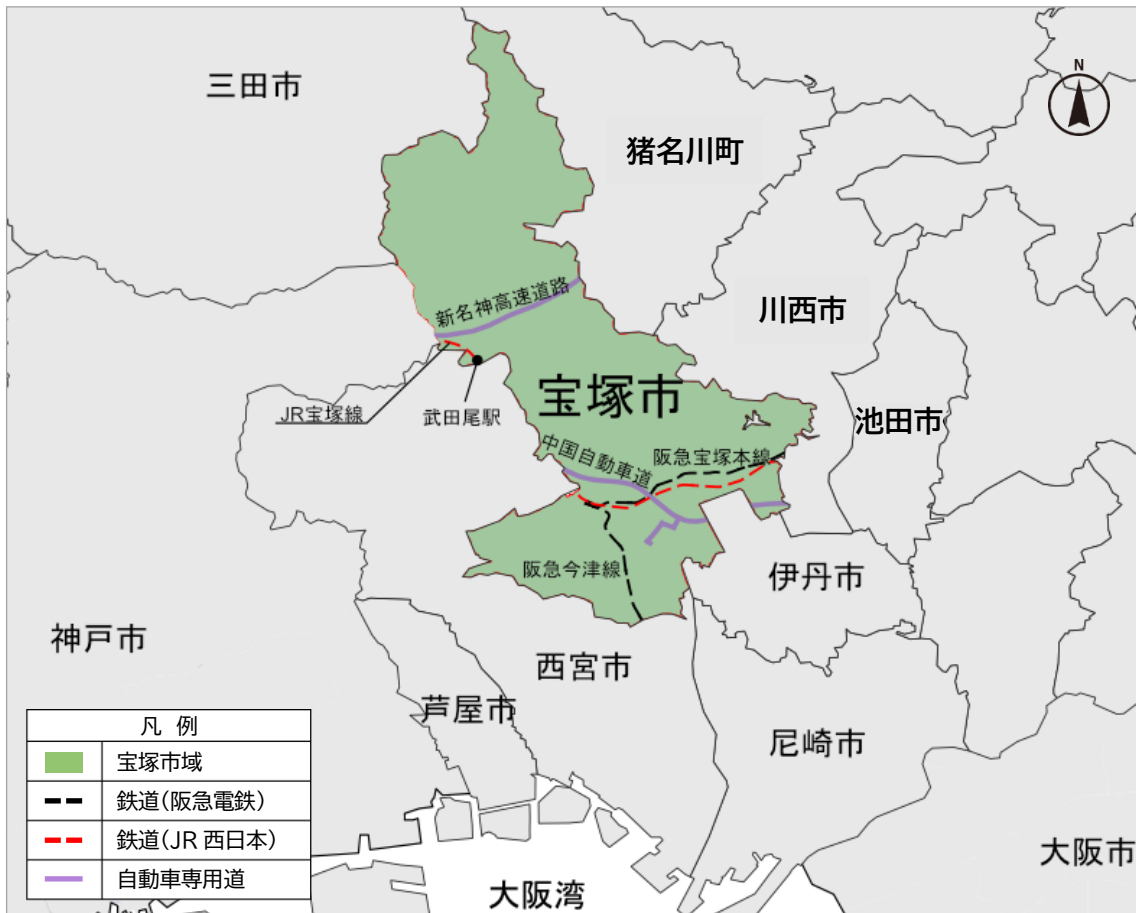 N
三田市
猪名川町
川西市
新名神高速道路
宝塚市
JR宝塚線
武田尾駅
池田市
中国自動車道
阪急宝塚本線
阪急今津線
伊丹市
神戸市
西宮市
芦屋市
尼崎市
大阪市
大阪湾
凡 例
宝塚市域
鉄道(阪急電鉄)
鉄道(JR 西日本)
自動車専用道